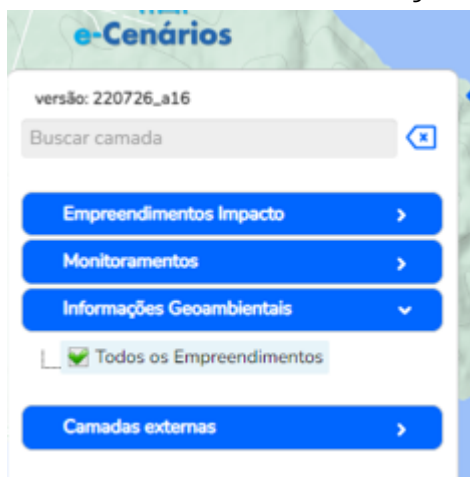 e-Cenários
versão: 220726_a16
Buscar camada
Empreendimentos Impacto
Monitoramentos
Informações Geoambientais
Todos os Empreendimentos
Camadas externas